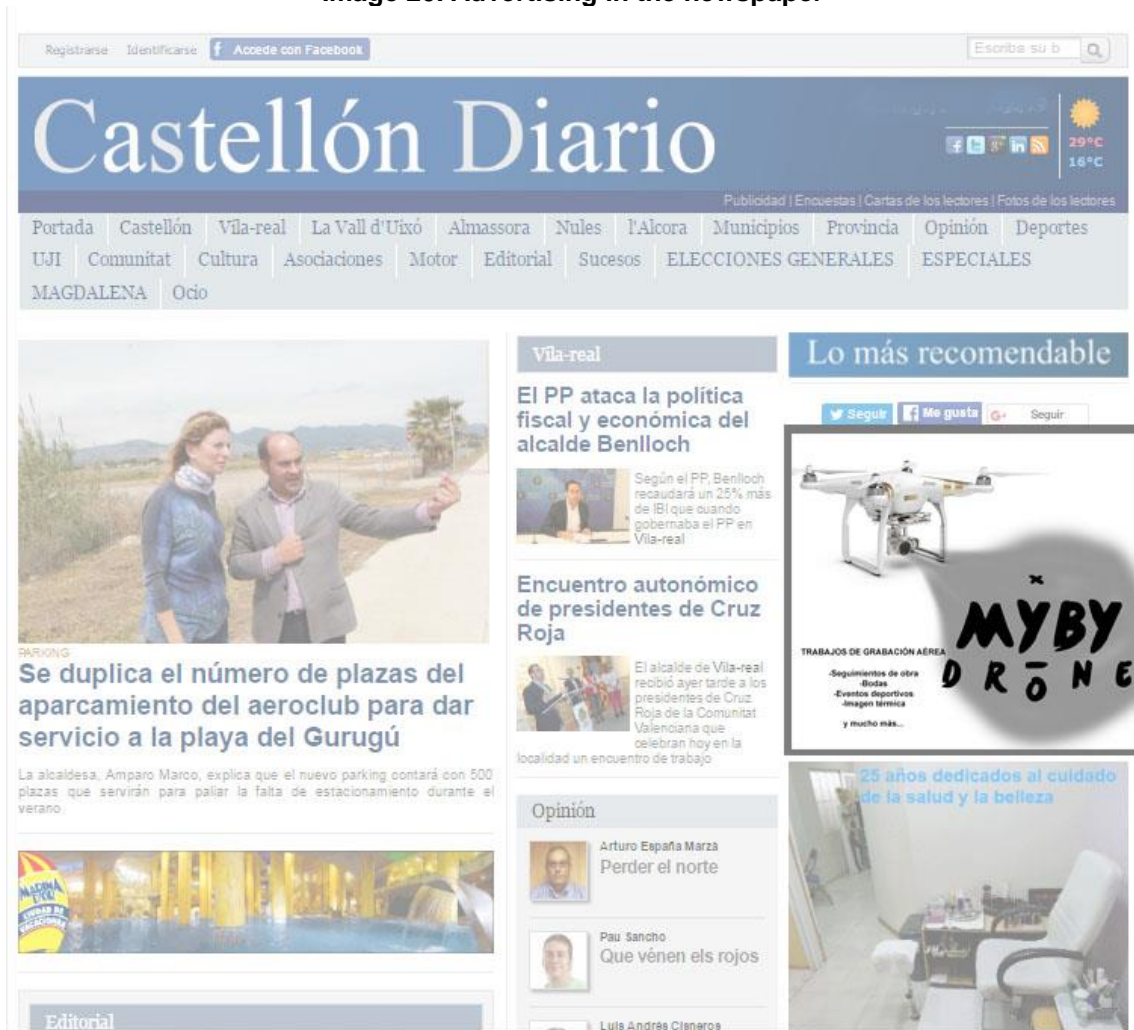 Image 26: Advertising in the newspaper
Registrarse Identificarse f Accede con Facebook
Escriba su b
Castellón Diario
29ºC
16ºC
Publicidad | Encuestas | Cartas de los lectores | Fotos de los lectores
Portada Castellón Vila-real La Vall d'Uixó Almassora Nules l'Alcora Municipios Provincia Opinión Deportes
UJI Comunitat Cultura Asociaciones Motor Editorial Sucesos ELECCIONES GENERALES ESPECIALES
MAGDALENA Ocio
PARKING
Se duplica el número de plazas del
aparcamiento del aeroclub para dar
servicio a la playa del Gurugú
La alcaldesa, Amparo Marco, explica que el nuevo parking contará con 500
plazas que servirán para paliar la falta de estacionamiento durante el
verano
MARINA
D'OR
CIUDAD DE
VACACIONES
Editorial
Vila-real
El PP ataca la política
fiscal y económica del
alcalde Benlloch
Según el PP, Benlloch
recaudará un 25% más
de IBI que cuando
gobernaba el PP en
Vila-real
Encuentro autonómico
de presidentes de Cruz
Roja
El alcalde de Vila-real
recibió ayer tarde a los
presidentes de Cruz
Roja de la Comunitat
Valenciana que
celebran hoy en la
localidad un encuentro de trabajo
Opinión
Arturo España Marzá
Perder el norte
Pau Sancho
Que vénen els rojos
Luis Andrés Cisneros
Lo más recomendable
Seguir f Me gusta G+ Seguir
MYBY
DRONE
TRABAJOS DE GRABACIÓN AÉREA
-Seguimientos de obra
-Bodas
-Eventos deportivos
-Imagen térmica
y mucho más...
25 años dedicados al cuidado
de la salud y la belleza